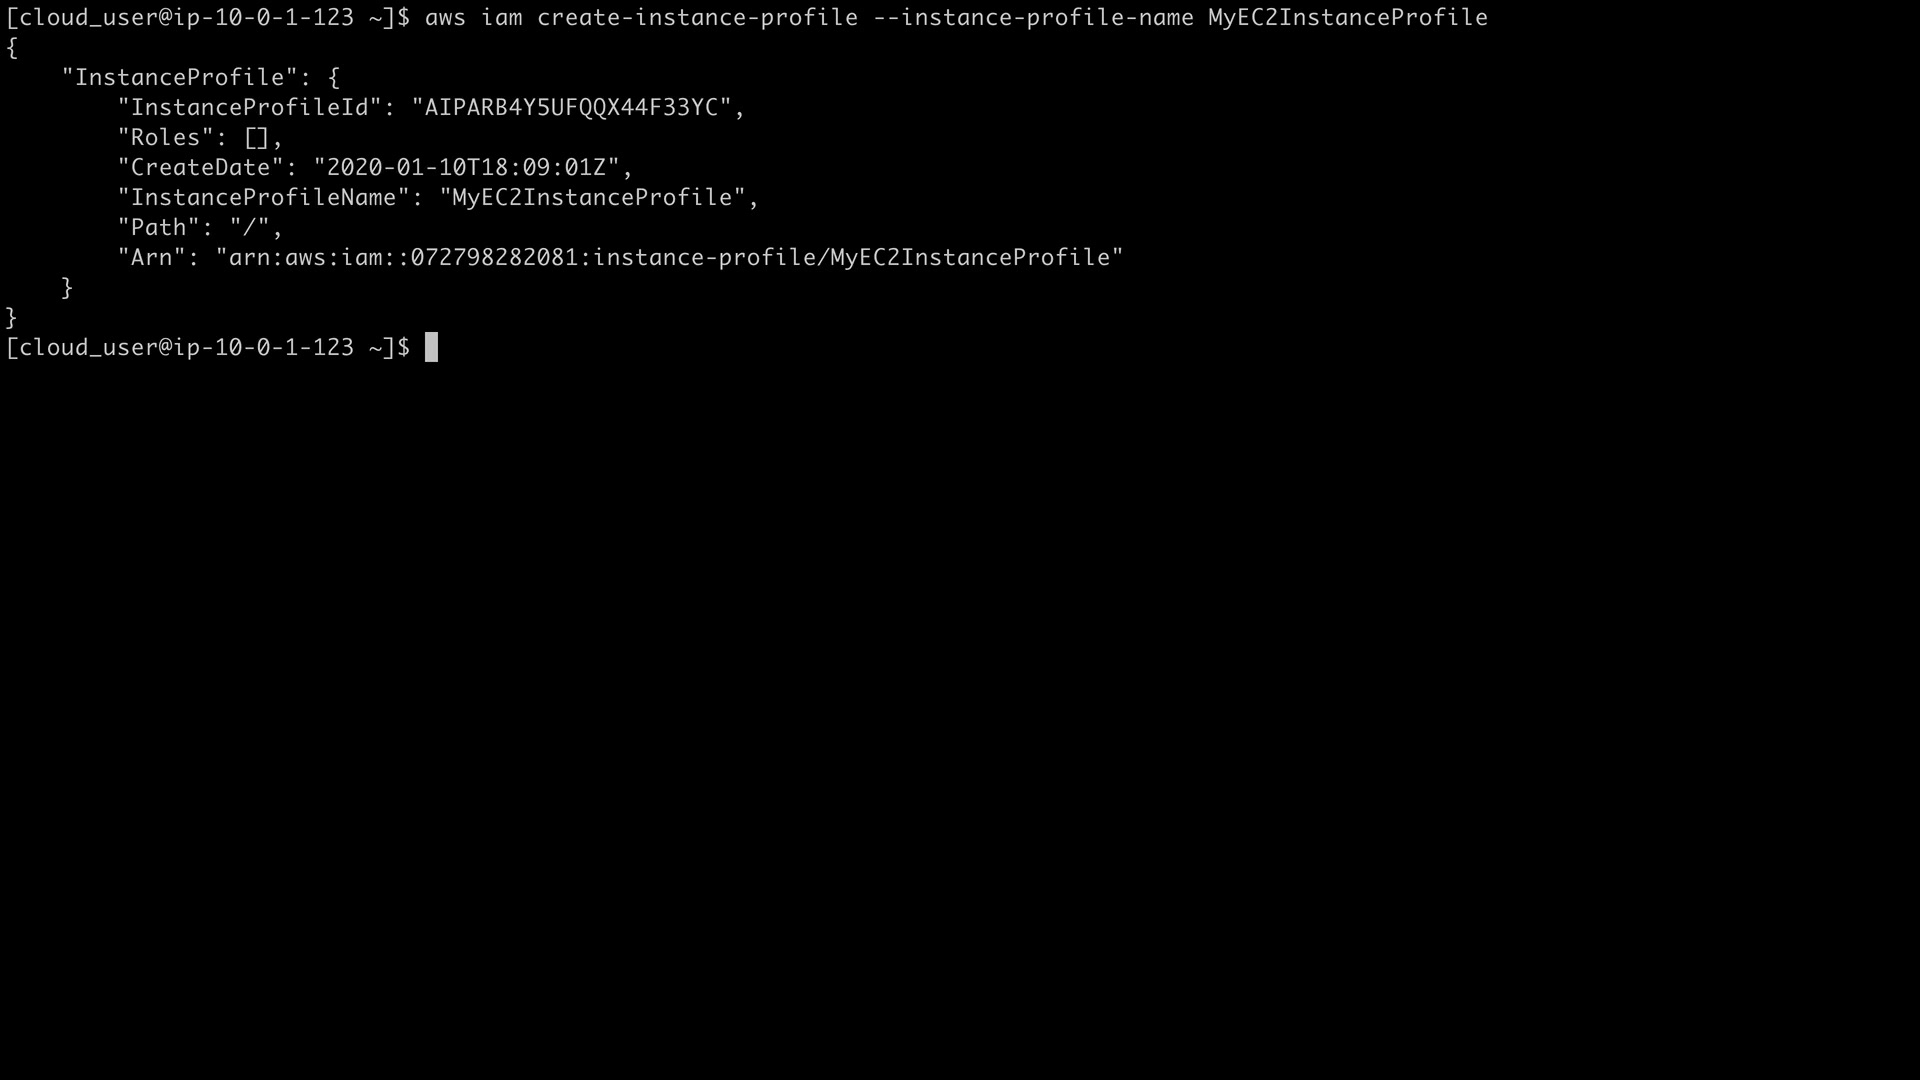 [cloud_user@ip-10-0-1-123 ~]$ aws iam create-instance-profile --instance-profile-name MyEC2InstanceProfile
{
    "InstanceProfile": {
        "InstanceProfileId": "AIPARB4Y5UFQQX44F33YC",
        "Roles": [],
        "CreateDate": "2020-01-10T18:09:01Z",
        "InstanceProfileName": "MyEC2InstanceProfile",
        "Path": "/",
        "Arn": "arn:aws:iam::072798282081:instance-profile/MyEC2InstanceProfile"
    }
}
[cloud_user@ip-10-0-1-123 ~]$